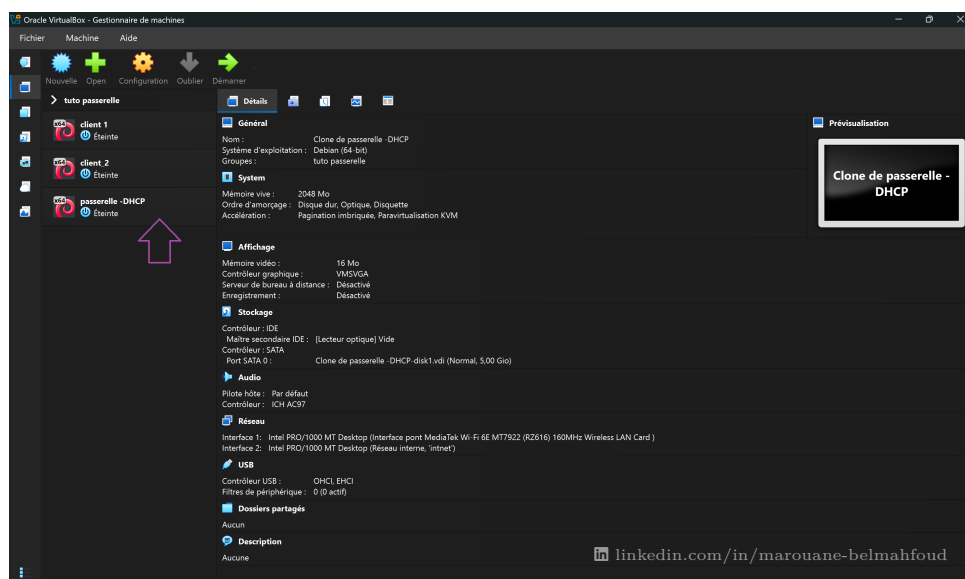 Oracle VirtualBox - Gestionnaire de machines
Fichier Machine Aide
Nouvelle Open Configuration Oublier Démarrer
tuto passerelle
Détails
client 1
Éteinte
client_2
Éteinte
passerelle -DHCP
Éteinte
Général
Nom : Clone de passerelle -DHCP
Système d'exploitation : Debian (64-bit)
Groupes : tuto passerelle
System
Mémoire vive : 2048 Mo
Ordre d'amorçage : Disque dur, Optique, Disquette
Accélération : Pagination imbriquée, Paravirtualisation KVM
Prévisualisation
Clone de passerelle -
DHCP
Affichage
Mémoire vidéo : 16 Mo
Contrôleur graphique : VMSVGA
Serveur de bureau à distance : Désactivé
Enregistrement : Désactivé
Stockage
Contrôleur : IDE
Maître secondaire IDE : [Lecteur optique] Vide
Contrôleur : SATA
Port SATA 0 : Clone de passerelle -DHCP-disk1.vdi (Normal, 5,00 Gio)
Audio
Pilote hôte : Par défaut
Contrôleur : ICH AC97
Réseau
Interface 1: Intel PRO/1000 MT Desktop (Interface pont MediaTek Wi-Fi 6E MT7922 (RZ616) 160MHz Wireless LAN Card )
Interface 2: Intel PRO/1000 MT Desktop (Réseau interne, 'intnet')
USB
Contrôleur USB : OHCI, EHCI
Filtres de périphérique : 0 (0 actif)
Dossiers partagés
Aucun
Description
Aucune
linkedin.com/in/marouane-belmahfoud